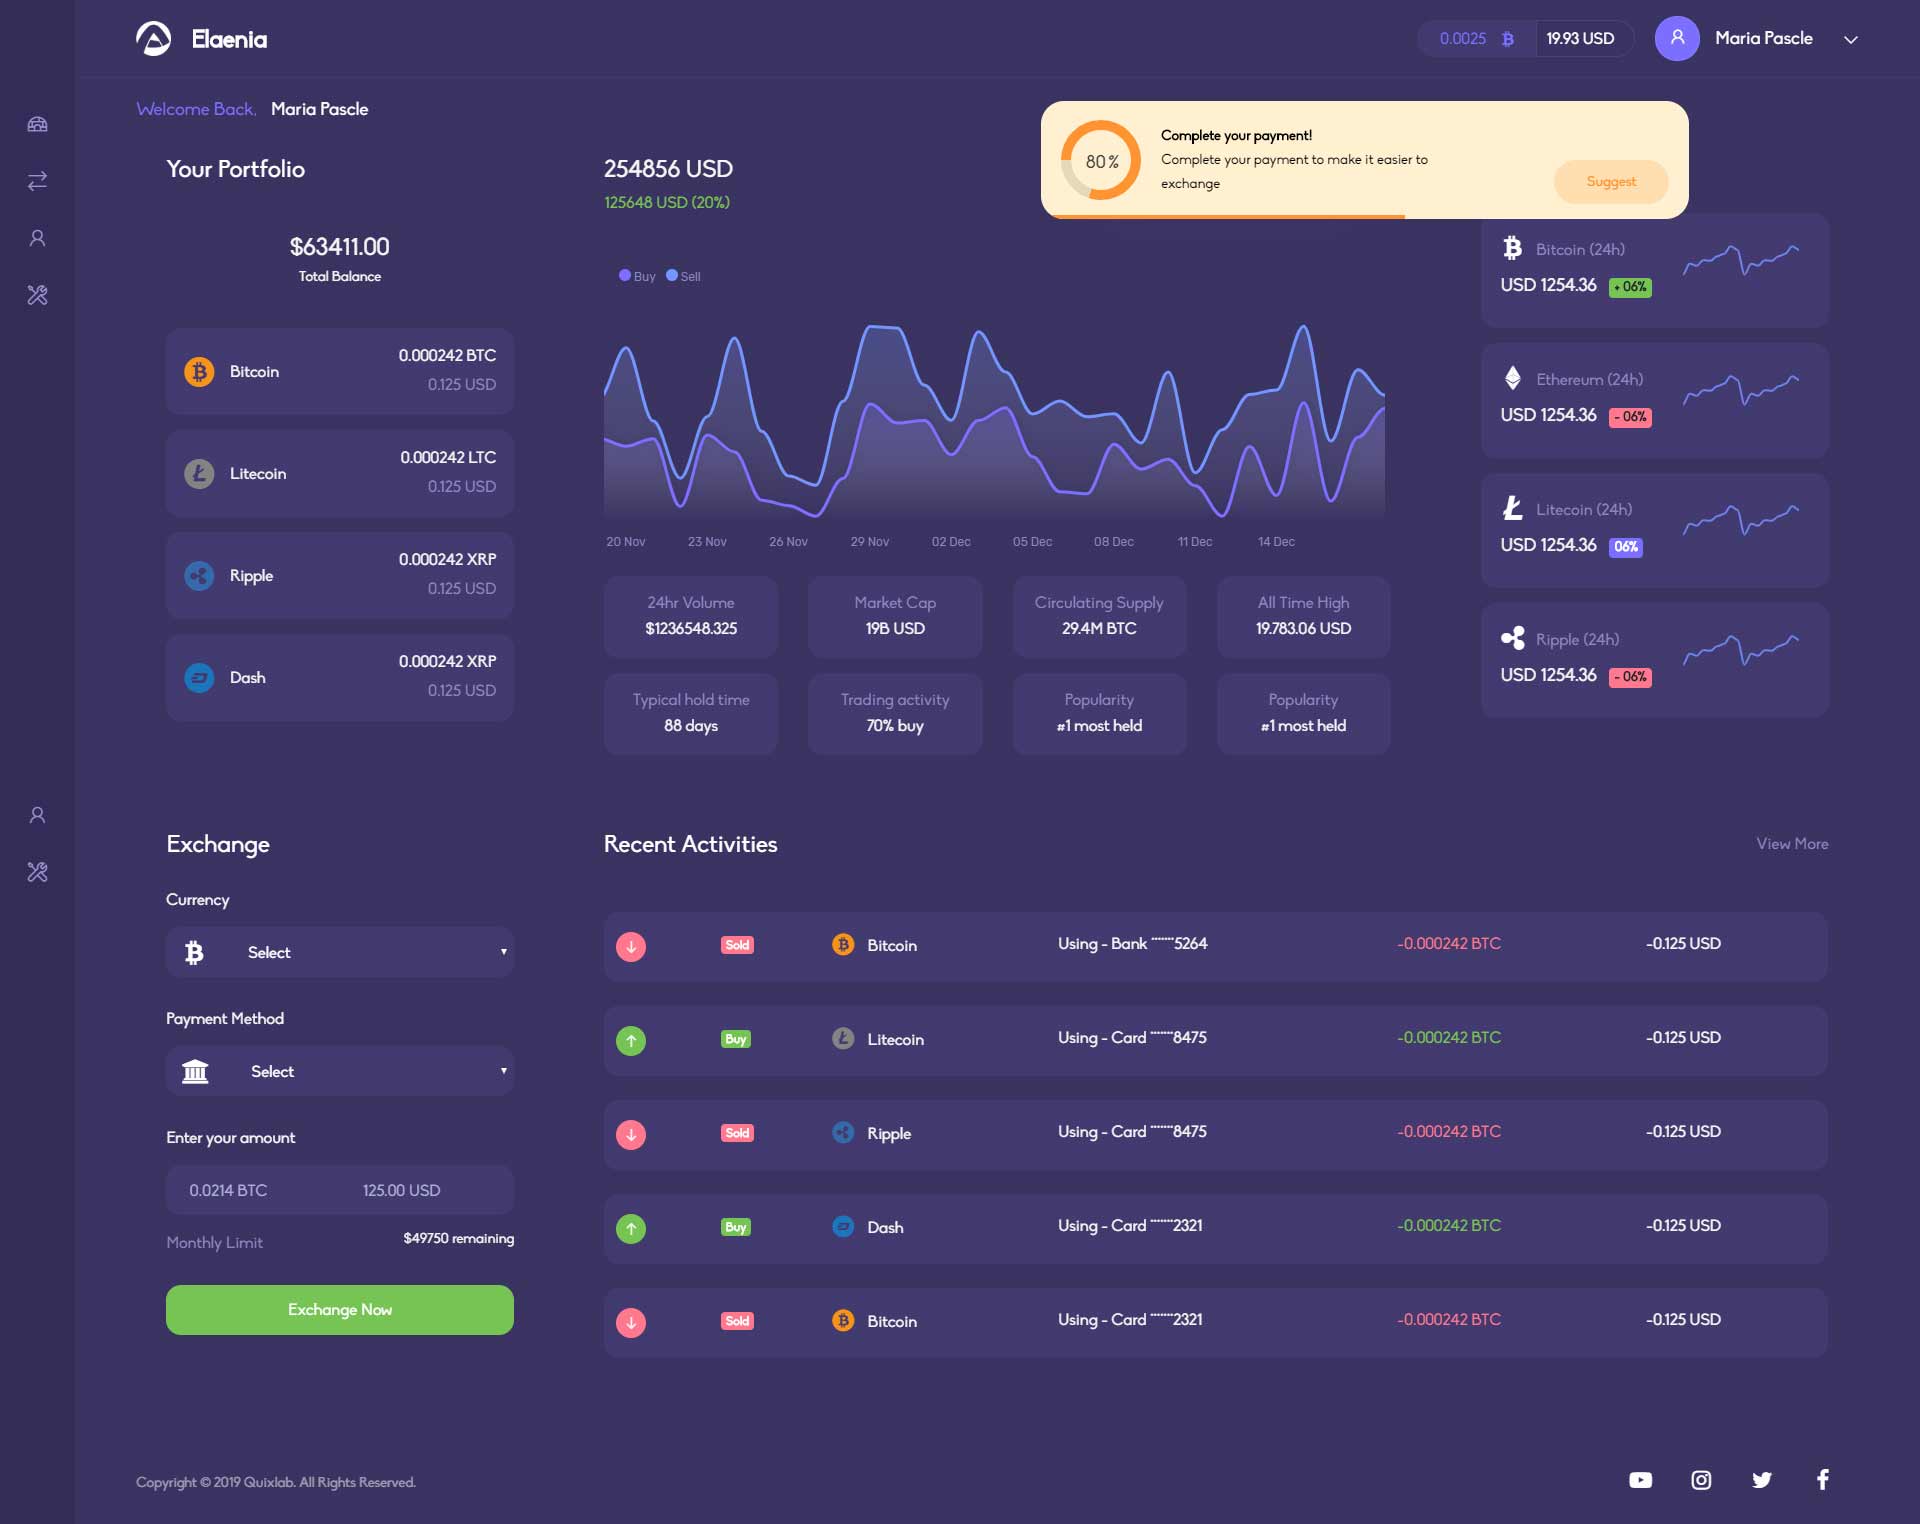 Elaenia
0.0025
19.93 USD
Maria Pascle
Welcome Back, Maria Pascle
80%
Complete your payment!
Complete your payment to make it easier to
exchange
Suggest
Your Portfolio
$63411.00
Total Balance
Bitcoin
0.000242 BTC
0.125 USD
Litecoin
0.000242 LTC
0.125 USD
Ripple
0.000242 XRP
0.125 USD
Dash
0.000242 XRP
0.125 USD
254856 USD
125648 USD (20%)
Buy Sell
20 Nov 23 Nov 26 Nov 29 Nov 02 Dec 05 Dec 08 Dec 11 Dec 14 Dec
24hr Volume
$1236548.325
Market Cap
19B USD
Circulating Supply
29.4M BTC
All Time High
19.783.06 USD
Typical hold time
88 days
Trading activity
70% buy
Popularity
#1 most held
Popularity
#1 most held
Bitcoin (24h)
USD 1254.36 + 06%
Ethereum (24h)
USD 1254.36 - 06%
Litecoin (24h)
USD 1254.36 06%
Ripple (24h)
USD 1254.36 - 06%
Exchange
Currency
Select
Payment Method
Select
Enter your amount
0.0214 BTC 125.00 USD
Monthly Limit $49750 remaining
Exchange Now
Recent Activities
View More
Sold Bitcoin Using - Bank *******5264 -0.000242 BTC -0.125 USD
Buy Litecoin Using - Card *******8475 -0.000242 BTC -0.125 USD
Sold Ripple Using - Card *******8475 -0.000242 BTC -0.125 USD
Buy Dash Using - Card *******2321 -0.000242 BTC -0.125 USD
Sold Bitcoin Using - Card *******2321 -0.000242 BTC -0.125 USD
Copyright © 2019 Quixlab. All Rights Reserved.